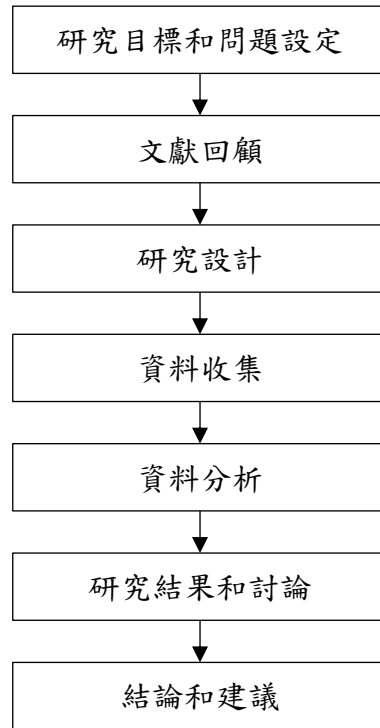 研究目標和問題設定
文獻回顧
研究設計
資料收集
資料分析
研究結果和討論
結論和建議